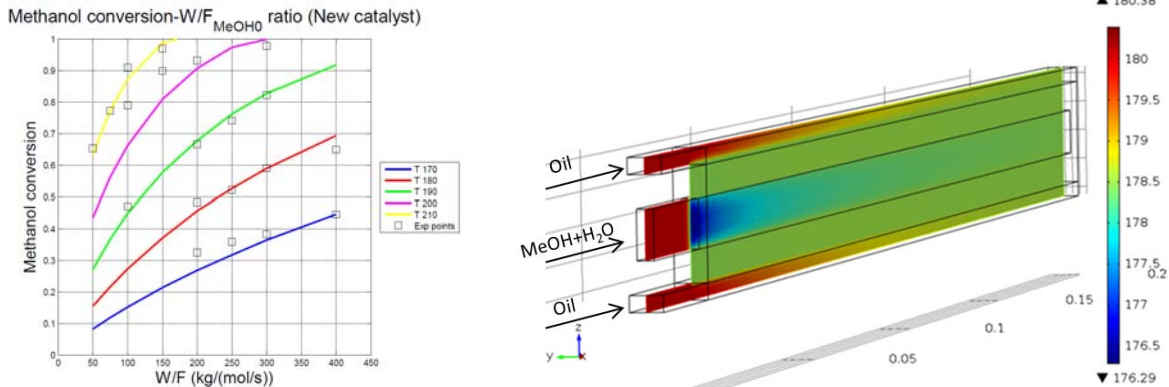 Methanol conversion-W/F_MeOH0 ratio (New catalyst)
1
0.9
0.8
0.7
0.6
0.5
0.4
0.3
0.2
0.1
0
Methanol conversion
0 50 100 150 200 250 300 350 400 450
W/F (kg/(mol/s))
T 170
T 180
T 190
T 200
T 210
Exp points
Oil
MeOH+H₂O
Oil
z
y
x
0.05
0.1
0.15
0.2
▲ 180.38
180
179.5
179
178.5
178
177.5
177
176.5
▼ 176.29